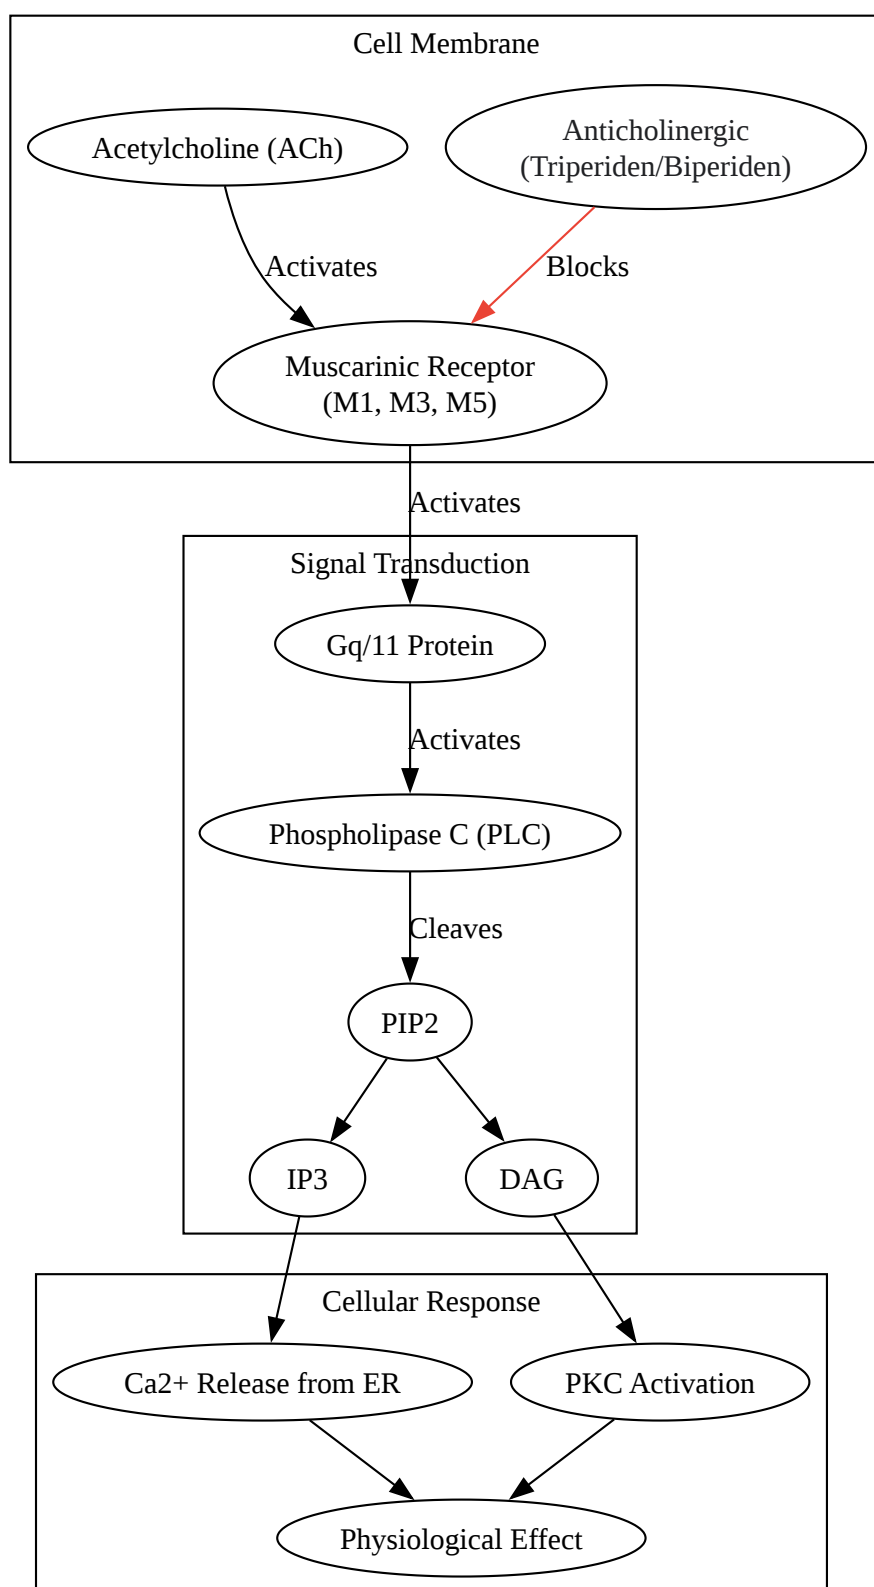 Cell Membrane
Acetylcholine (ACh)
Anticholinergic
(Triperiden/Biperiden)
Activates
Blocks
Muscarinic Receptor
(M1, M3, M5)
Activates
Signal Transduction
Gq/11 Protein
Activates
Phospholipase C (PLC)
Cleaves
PIP2
IP3
DAG
Cellular Response
Ca2+ Release from ER
PKC Activation
Physiological Effect